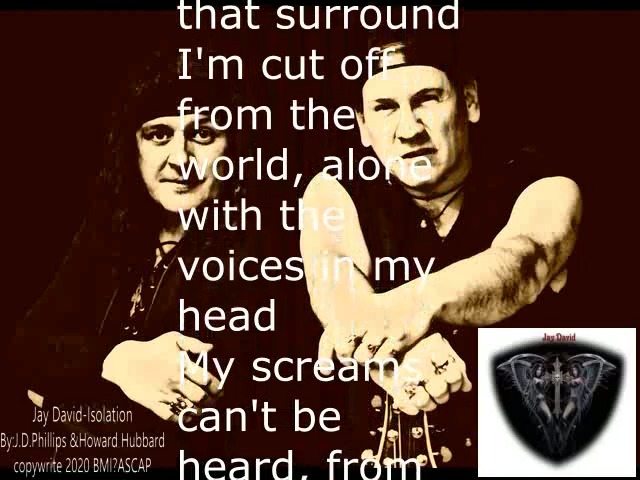 that surround
I'm cut off
from the
world, alone
with the
voices in my
head
My screams
can't be
heard, from
Jay David
Jay David-Isolation
By:J.D.Phillips &Howard Hubbard
copywrite 2020 BMI?ASCAP